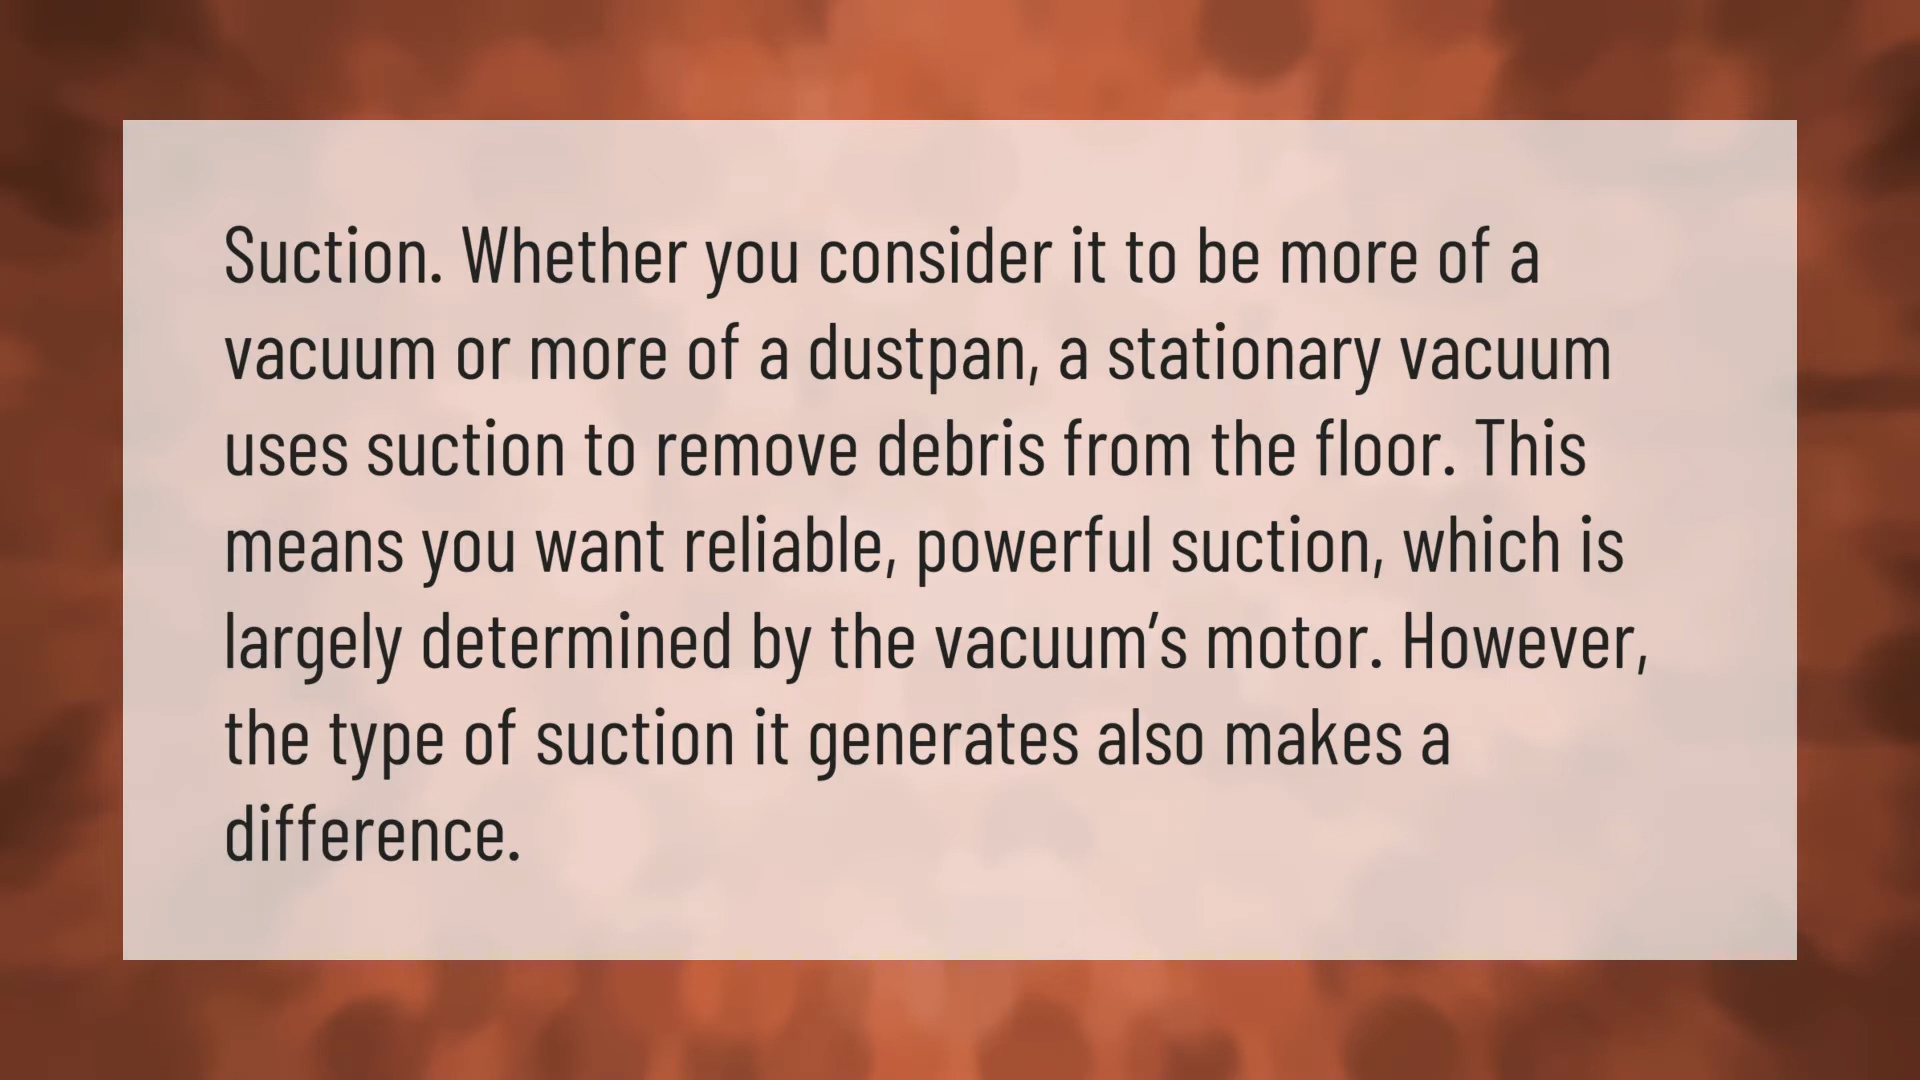 Suction. Whether you consider it to be more of a
vacuum or more of a dustpan, a stationary vacuum
uses suction to remove debris from the floor. This
means you want reliable, powerful suction, which is
largely determined by the vacuum’s motor. However,
the type of suction it generates also makes a
difference.